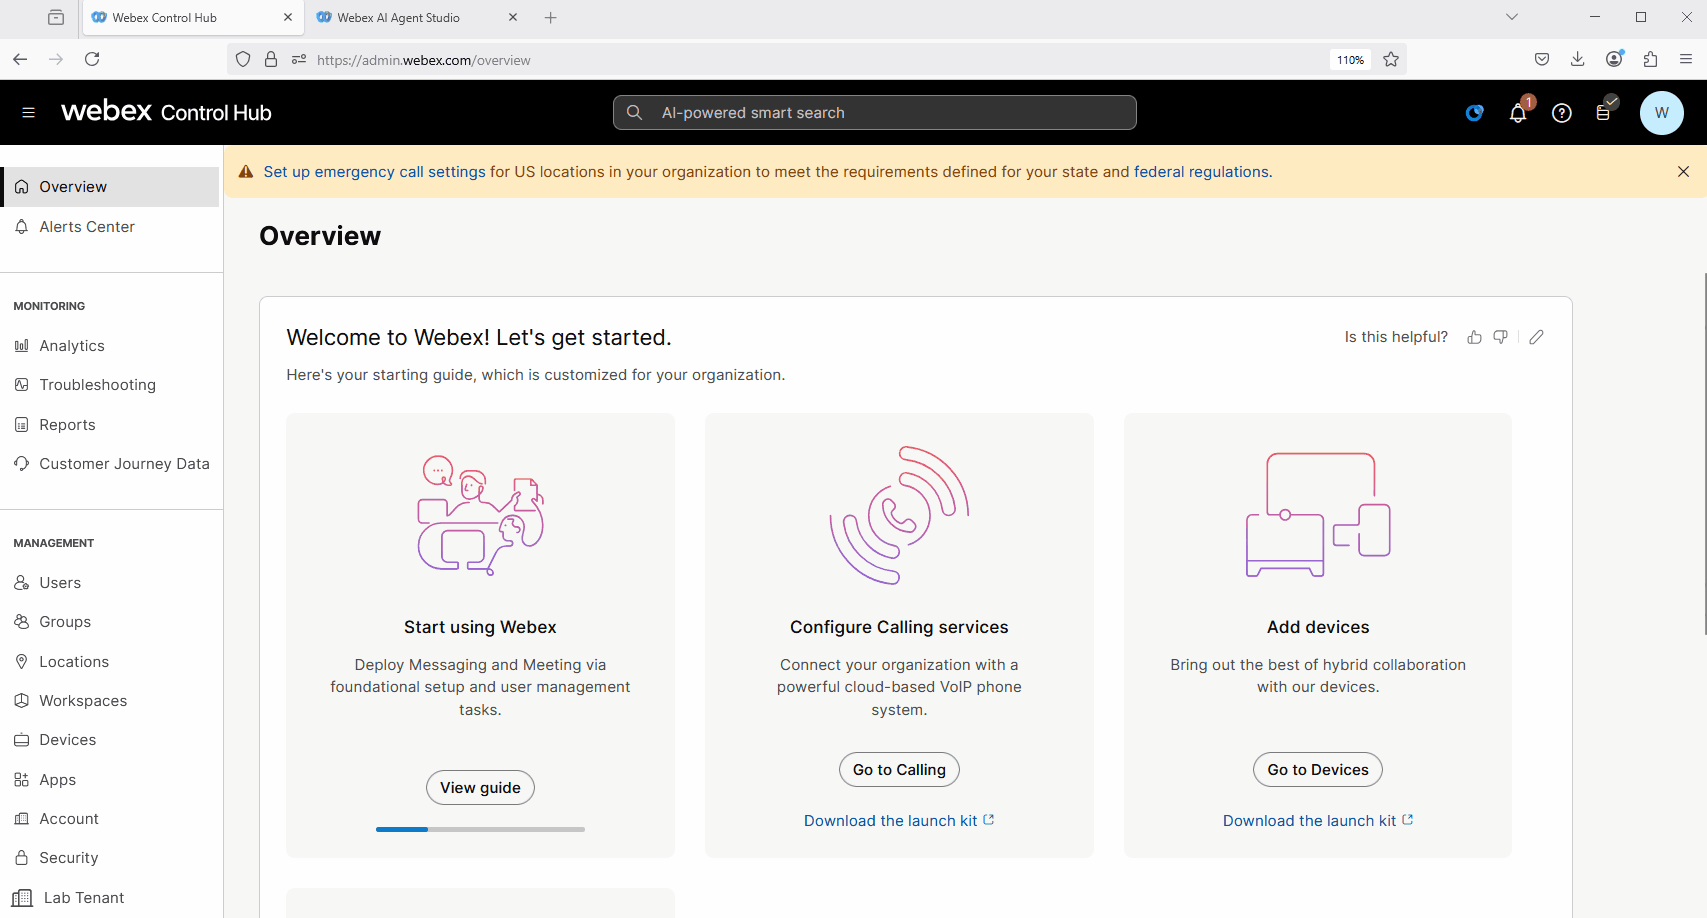 Webex Control Hub
Webex AI Agent Studio
https://admin.webex.com/overview
110%
webex Control Hub
AI-powered smart search
1
W
Overview
Alerts Center
MONITORING
Analytics
Troubleshooting
Reports
Customer Journey Data
MANAGEMENT
Users
Groups
Locations
Workspaces
Devices
Apps
Account
Security
Lab Tenant
Set up emergency call settings for US locations in your organization to meet the requirements defined for your state and federal regulations.
Overview
Welcome to Webex! Let's get started.
Is this helpful?
Here's your starting guide, which is customized for your organization.
Start using Webex
Deploy Messaging and Meeting via
foundational setup and user management
tasks.
View guide
Configure Calling services
Connect your organization with a
powerful cloud-based VoIP phone
system.
Go to Calling
Download the launch kit
Add devices
Bring out the best of hybrid collaboration
with our devices.
Go to Devices
Download the launch kit